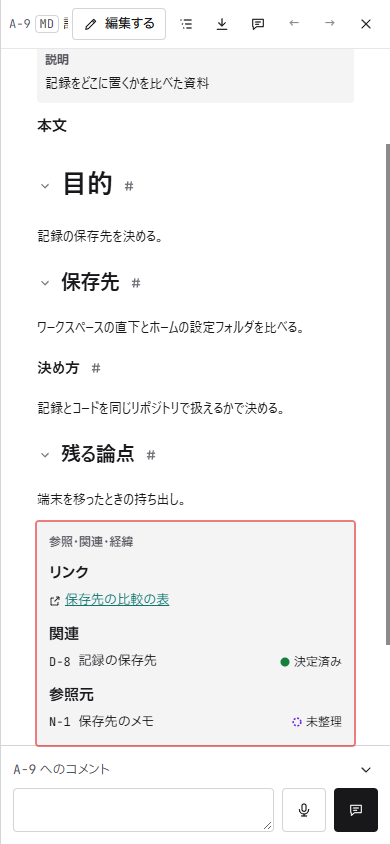 A-9 MD 編集する
説明
記録をどこに置くかを比べた資料
本文
目的 #
記録の保存先を決める。
保存先 #
ワークスペースの直下とホームの設定フォルダを比べる。
決め方 #
記録とコードを同じリポジトリで扱えるかで決める。
残る論点 #
端末を移ったときの持ち出し。
参照・関連・経緯
リンク
保存先の比較の表
関連
D-8 記録の保存先 決定済み
参照元
N-1 保存先のメモ 未整理
A-9 へのコメント